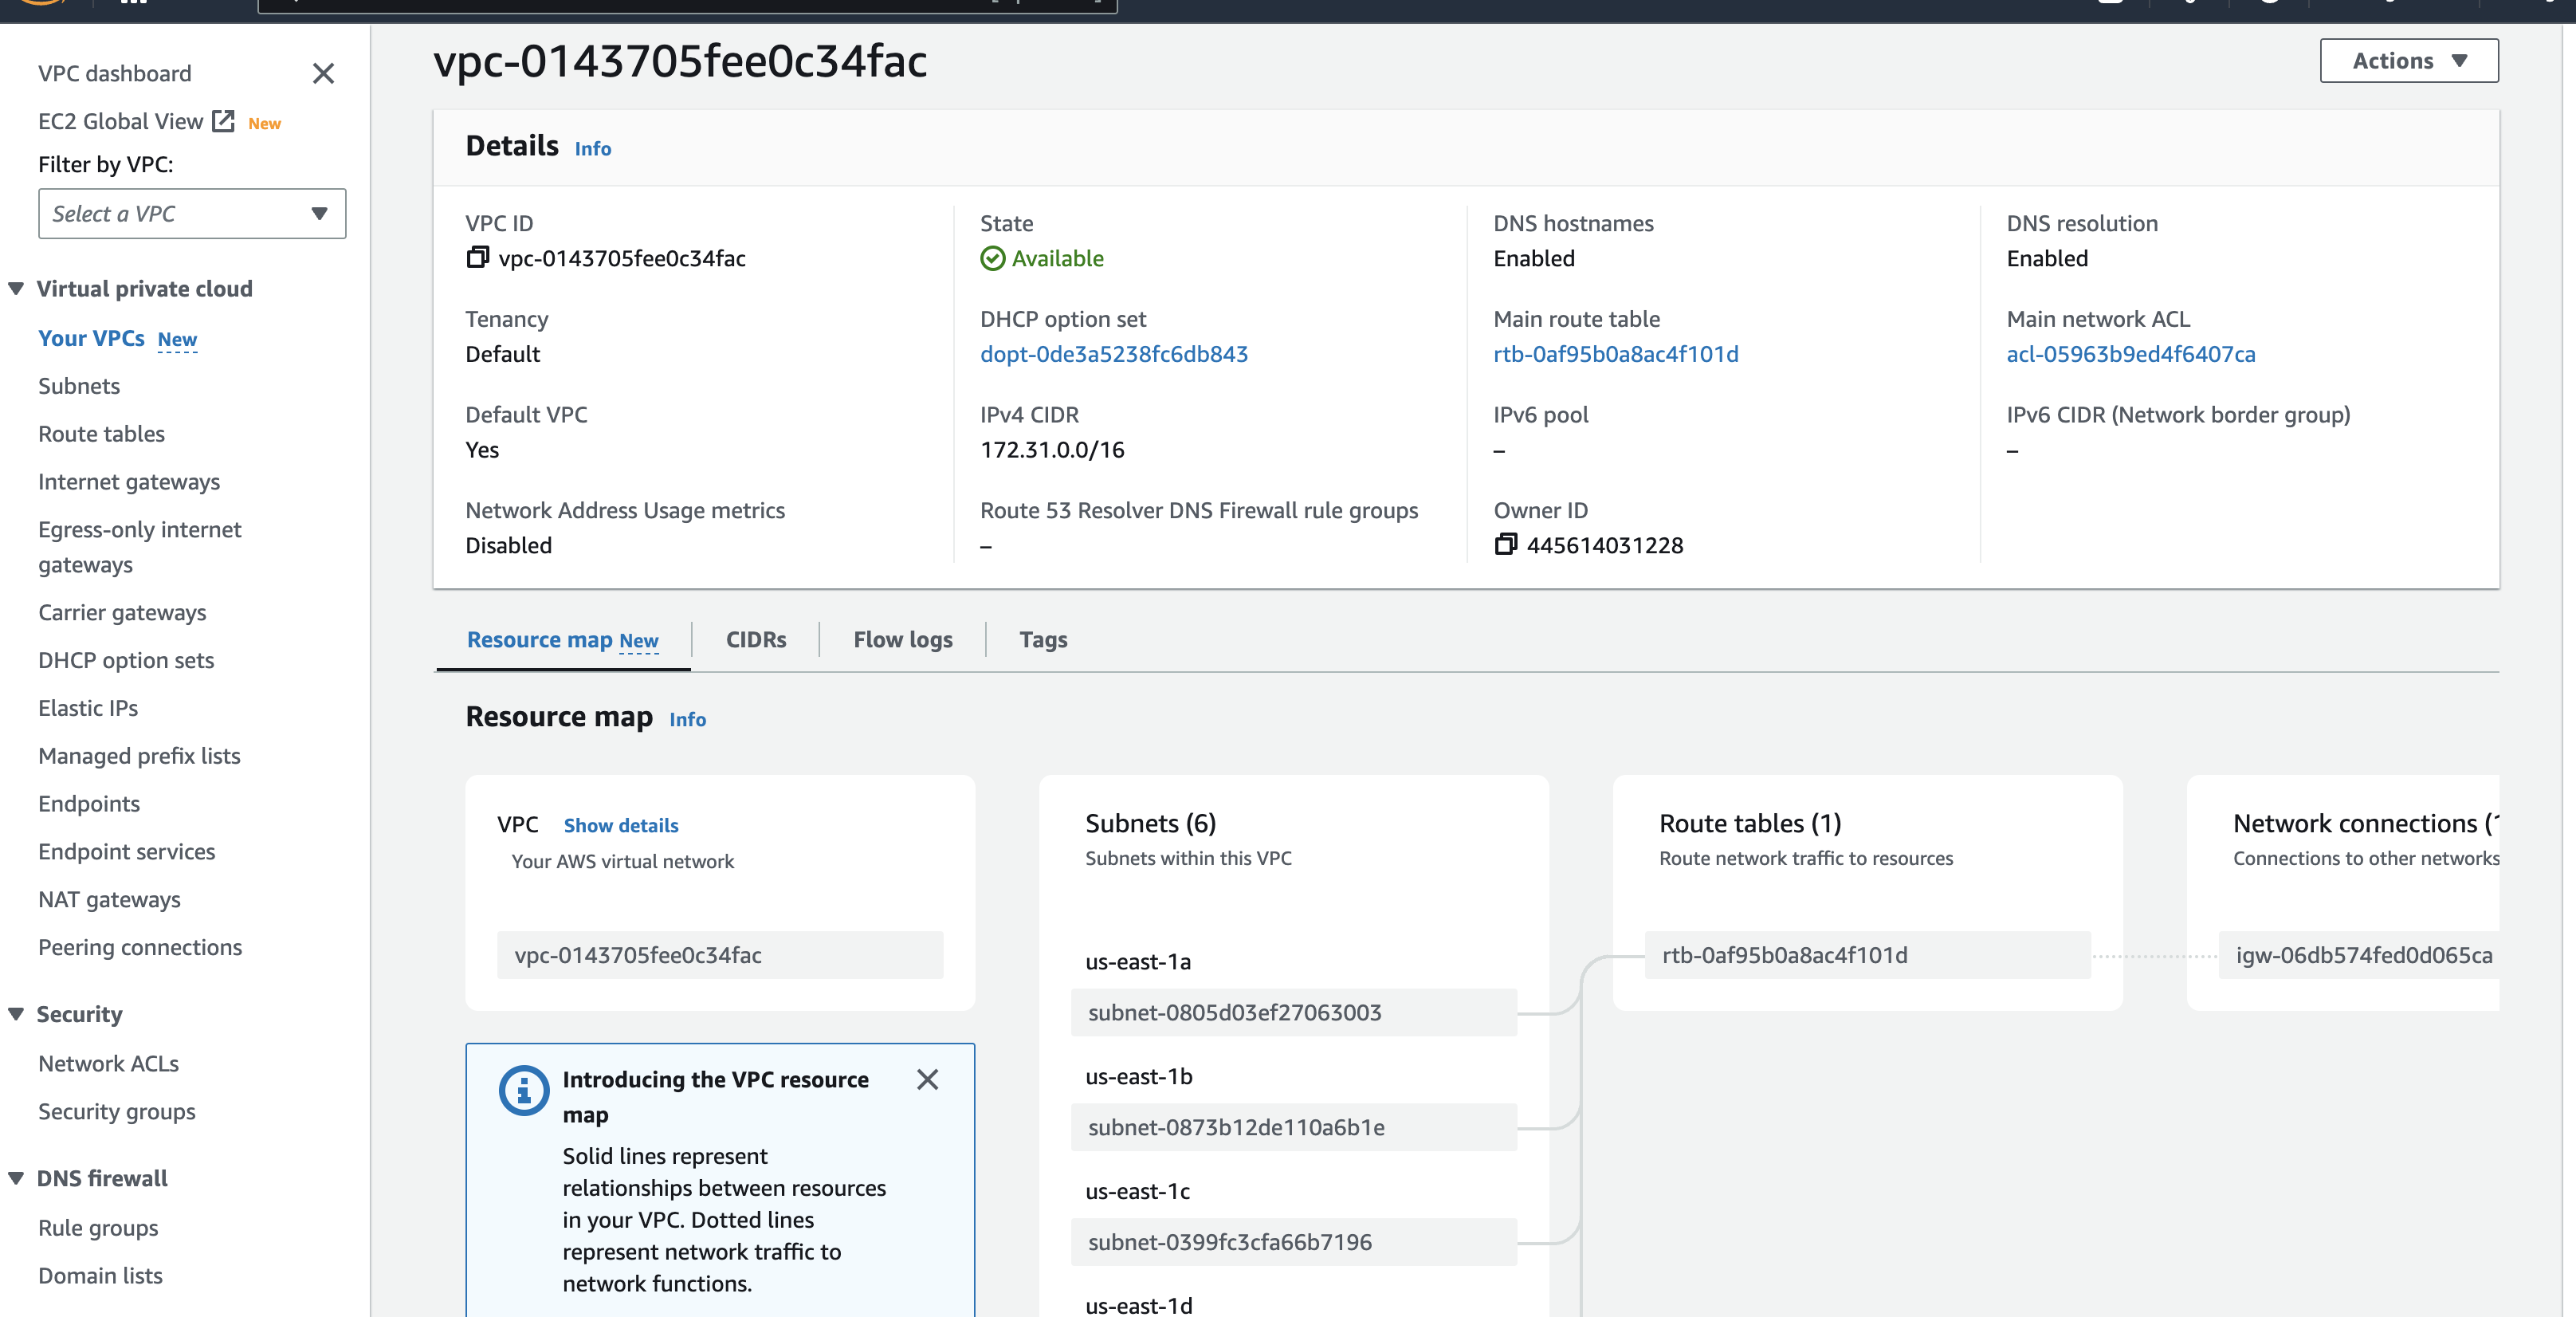 vpc-0143705fee0c34fac
Actions
VPC dashboard
EC2 Global View New
Filter by VPC:
Select a VPC
Virtual private cloud
Your VPCs New
Subnets
Route tables
Internet gateways
Egress-only internet
gateways
Carrier gateways
DHCP option sets
Elastic IPs
Managed prefix lists
Endpoints
Endpoint services
NAT gateways
Peering connections
Security
Network ACLs
Security groups
DNS firewall
Rule groups
Domain lists
Details Info
VPC ID
vpc-0143705fee0c34fac
State
Available
DNS hostnames
Enabled
DNS resolution
Enabled
Tenancy
Default
DHCP option set
dopt-0de3a5238fc6db843
Main route table
rtb-0af95b0a8ac4f101d
Main network ACL
acl-05963b9ed4f6407ca
Default VPC
Yes
IPv4 CIDR
172.31.0.0/16
IPv6 pool
–
IPv6 CIDR (Network border group)
–
Network Address Usage metrics
Disabled
Route 53 Resolver DNS Firewall rule groups
–
Owner ID
445614031228
Resource map New
CIDRs
Flow logs
Tags
Resource map Info
VPC Show details
Your AWS virtual network
vpc-0143705fee0c34fac
Introducing the VPC resource
map
Solid lines represent
relationships between resources
in your VPC. Dotted lines
represent network traffic to
network functions.
Subnets (6)
Subnets within this VPC
us-east-1a
subnet-0805d03ef27063003
us-east-1b
subnet-0873b12de110a6b1e
us-east-1c
subnet-0399fc3cfa66b7196
us-east-1d
Route tables (1)
Route network traffic to resources
rtb-0af95b0a8ac4f101d
Network connections (1
Connections to other networks
igw-06db574fed0d065ca